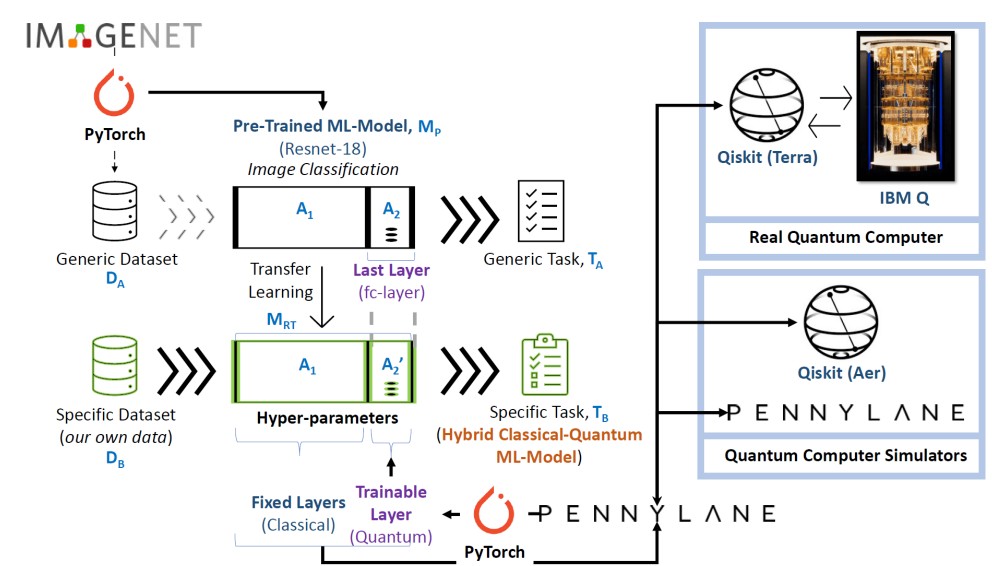 IMAGENET
PyTorch
Pre-Trained ML-Model, MP
(Resnet-18)
Image Classification
A1
A2
Generic Dataset
DA
Generic Task, TA
Transfer
Learning
Last Layer
(fc-layer)
MRT
A1
A2’
Hyper-parameters
Specific Dataset
(our own data)
DB
Specific Task, TB
(Hybrid Classical-Quantum
ML-Model)
Fixed Layers
(Classical)
Trainable
Layer
(Quantum)
PyTorch
PENNYLANE
Qiskit (Terra)
IBM Q
Real Quantum Computer
Qiskit (Aer)
PENNYLANE
Quantum Computer Simulators